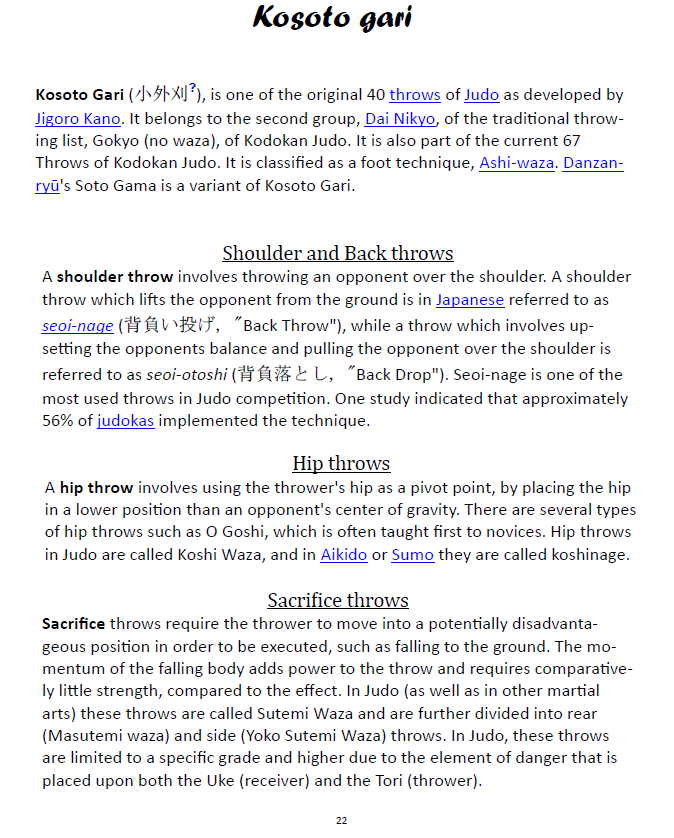 Kosoto gari
Kosoto Gari (小外刈?), is one of the original 40 throws of Judo as developed by
Jigoro Kano. It belongs to the second group, Dai Nikyo, of the traditional throw-
ing list, Gokyo (no waza), of Kodokan Judo. It is also part of the current 67
Throws of Kodokan Judo. It is classified as a foot technique, Ashi-waza. Danzan-
ryū's Soto Gama is a variant of Kosoto Gari.
Shoulder and Back throws
A shoulder throw involves throwing an opponent over the shoulder. A shoulder
throw which lifts the opponent from the ground is in Japanese referred to as
seoi-nage (背負い投げ, "Back Throw"), while a throw which involves up-
setting the opponents balance and pulling the opponent over the shoulder is
referred to as seoi-otoshi (背負落とし, "Back Drop"). Seoi-nage is one of the
most used throws in Judo competition. One study indicated that approximately
56% of judokas implemented the technique.
Hip throws
A hip throw involves using the thrower's hip as a pivot point, by placing the hip
in a lower position than an opponent's center of gravity. There are several types
of hip throws such as O Goshi, which is often taught first to novices. Hip throws
in Judo are called Koshi Waza, and in Aikido or Sumo they are called koshinage.
Sacrifice throws
Sacrifice throws require the thrower to move into a potentially disadvanta-
geous position in order to be executed, such as falling to the ground. The mo-
mentum of the falling body adds power to the throw and requires comparative-
ly little strength, compared to the effect. In Judo (as well as in other martial
arts) these throws are called Sutemi Waza and are further divided into rear
(Masutemi waza) and side (Yoko Sutemi Waza) throws. In Judo, these throws
are limited to a specific grade and higher due to the element of danger that is
placed upon both the Uke (receiver) and the Tori (thrower).
22